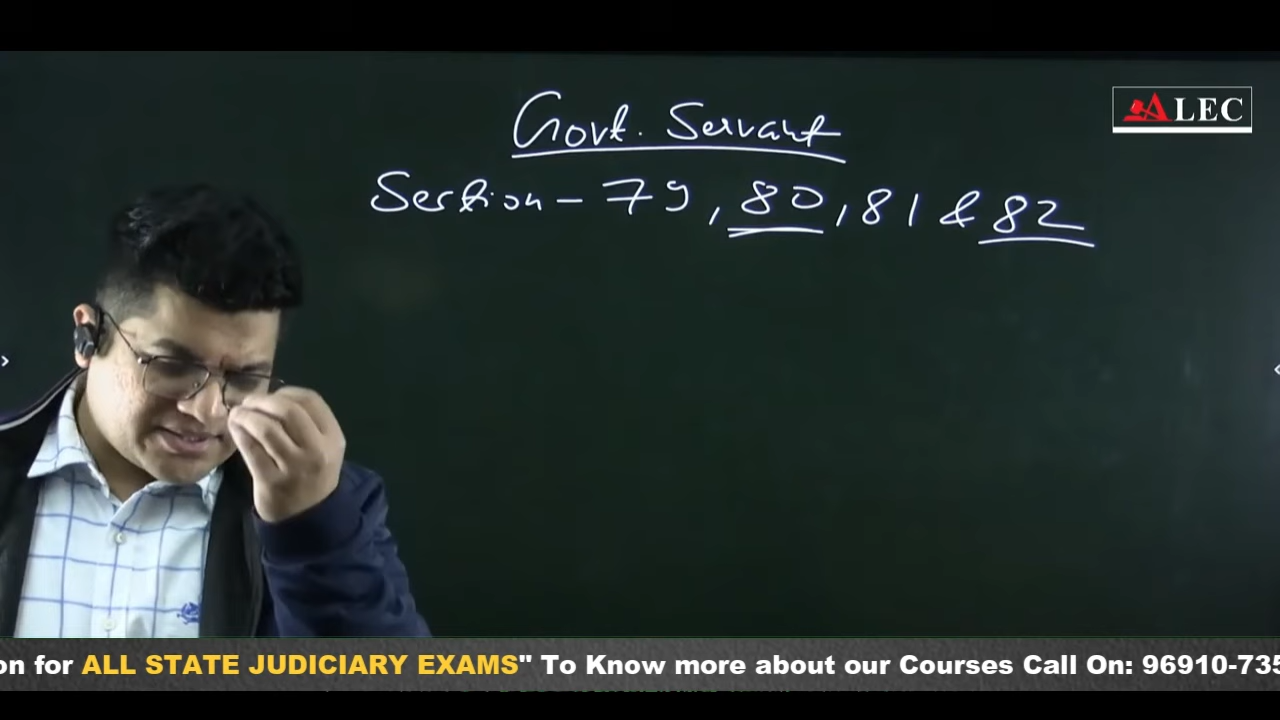 Govt. Servant
ALEC
Section - 79, 80, 81 & 82
on for ALL STATE JUDICIARY EXAMS" To Know more about our Courses Call On: 96910-735